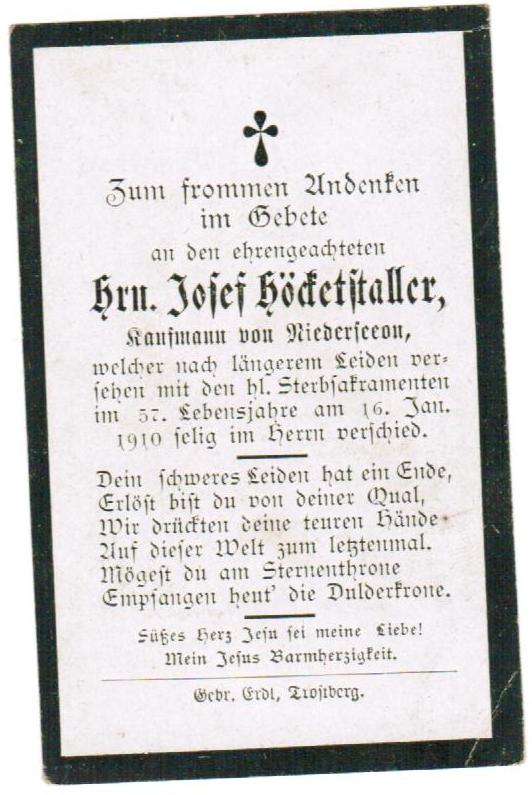 Zum frommen Andenken
im Gebete
an den ehrengeachteten
Hrn. Josef Höcketstaller,
Kaufmann von Niederseeon,
welcher nach längerem Leiden ver-
sehen mit den hl. Sterbsakramenten
im 57. Lebensjahre am 16. Jan.
1910 selig im Herrn verschied.
Dein schweres Leiden hat ein Ende,
Erlöst bist du von deiner Qual,
Wir drückten deine teuren Hände
Auf dieser Welt zum letztenmal.
Mögest du am Sternenthrone
Empfangen heut' die Dulderkrone.
Süßes Herz Jesu sei meine Liebe!
Mein Jesus Barmherzigkeit.
Gebr. Erdl, Trostberg.